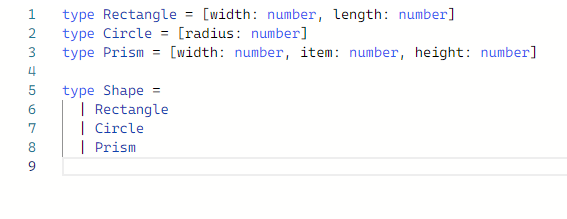 1 type Rectangle = [width: number, length: number]
2 type Circle = [radius: number]
3 type Prism = [width: number, item: number, height: number]
4
5 type Shape =
6 | Rectangle
7 | Circle
8 | Prism
9